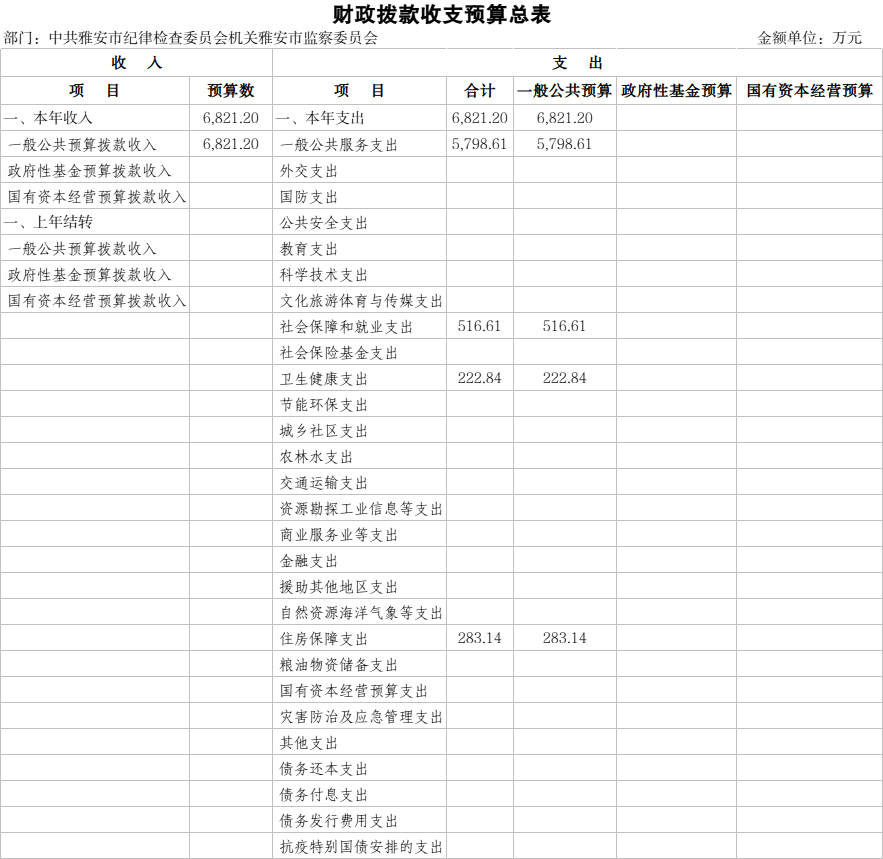 财政拨款收支预算总表
部门：中共雅安市纪律检查委员会机关雅安市监察委员会 金额单位：万元
收 入 支 出
项 目 预算数 项 目 合计 一般公共预算 政府性基金预算 国有资本经营预算
一、本年收入 6,821.20 一、本年支出 6,821.20 6,821.20
一般公共预算拨款收入 6,821.20 一般公共服务支出 5,798.61 5,798.61
政府性基金预算拨款收入 外交支出
国有资本经营预算拨款收入 国防支出
一、上年结转 公共安全支出
一般公共预算拨款收入 教育支出
政府性基金预算拨款收入 科学技术支出
国有资本经营预算拨款收入 文化旅游体育与传媒支出
社会保障和就业支出 516.61 516.61
社会保险基金支出
卫生健康支出 222.84 222.84
节能环保支出
城乡社区支出
农林水支出
交通运输支出
资源勘探工业信息等支出
商业服务业等支出
金融支出
援助其他地区支出
自然资源海洋气象等支出
住房保障支出 283.14 283.14
粮油物资储备支出
国有资本经营预算支出
灾害防治及应急管理支出
其他支出
债务还本支出
债务付息支出
债务发行费用支出
抗疫特别国债安排的支出